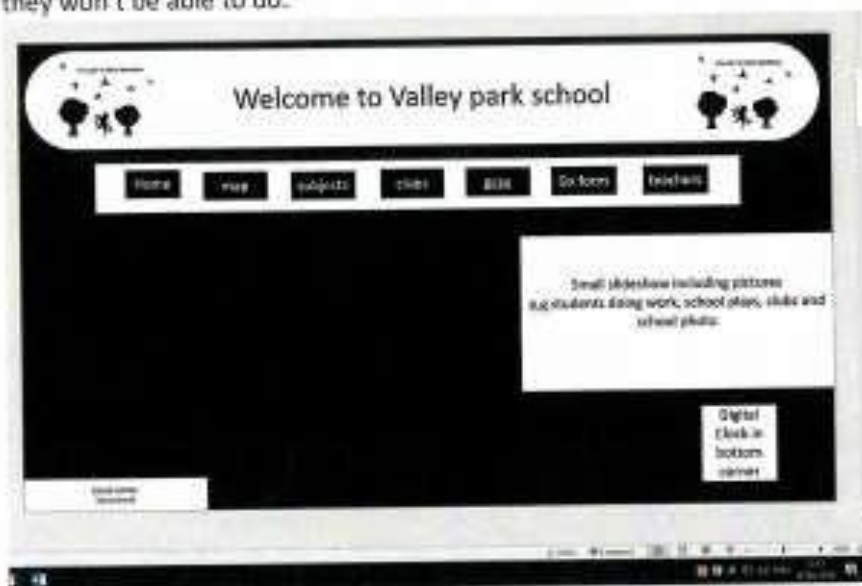 they won't be able to do.
Welcome to Valley park school
Home
map
subjects
clubs
Six form
teachers
Small slideshow including pictures
e.g students doing work, school plays, clubs and
school photo.
Digital
Clock in
bottom
corner